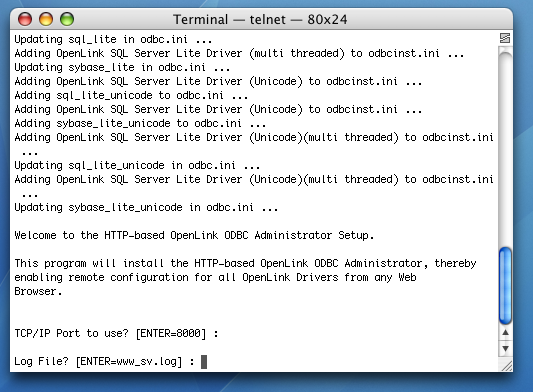 Terminal — telnet — 80x24
Updating sql_lite in odbc.ini ...
Adding OpenLink SQL Server Lite Driver (multi threaded) to odbcinst.ini ...
Updating sybase_lite in odbc.ini ...
Adding OpenLink SQL Server Lite Driver (Unicode) to odbcinst.ini ...
Adding sql_lite_unicode to odbc.ini ...
Adding OpenLink SQL Server Lite Driver (Unicode) to odbcinst.ini ...
Adding sybase_lite_unicode to odbc.ini ...
Adding OpenLink SQL Server Lite Driver (Unicode)(multi threaded) to odbcinst.ini
...
Updating sql_lite_unicode in odbc.ini ...
Adding OpenLink SQL Server Lite Driver (Unicode)(multi threaded) to odbcinst.ini
...
Updating sybase_lite_unicode in odbc.ini ...
Welcome to the HTTP-based OpenLink ODBC Administrator Setup.
This program will install the HTTP-based OpenLink ODBC Administrator, thereby
enabling remote configuration for all OpenLink Drivers from any Web
Browser.
TCP/IP Port to use? [ENTER=8000] :
Log File? [ENTER=www_sv.log] :